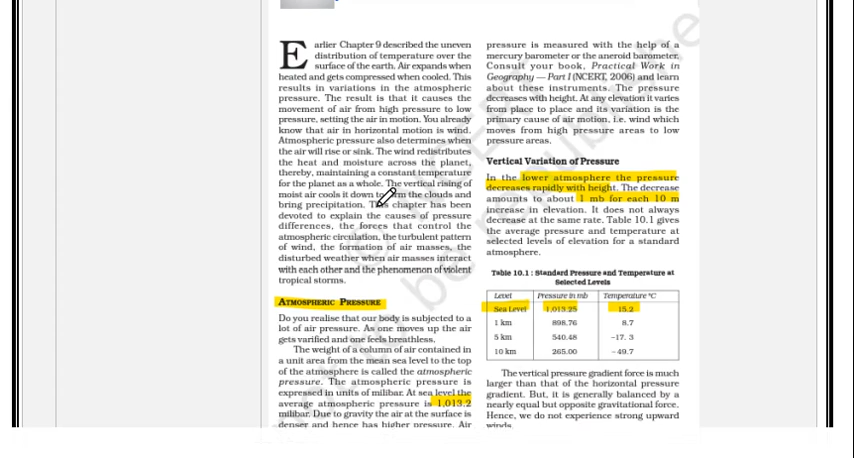 Earlier Chapter 9 described the uneven
distribution of temperature over the
surface of the earth. Air expands when
heated and gets compressed when cooled. This
results in variations in the atmospheric
pressure. The result is that it causes the
movement of air from high pressure to low
pressure, setting the air in motion. You already
know that air in horizontal motion is wind.
Atmospheric pressure also determines when
the air will rise or sink. The wind redistributes
the heat and moisture across the planet,
thereby, maintaining a constant temperature
for the planet as a whole. The vertical rising of
moist air cools it down to form the clouds and
bring precipitation. This chapter has been
devoted to explain the causes of pressure
differences, the forces that control the
atmospheric circulation, the turbulent pattern
of wind, the formation of air masses, the
disturbed weather when air masses interact
with each other and the phenomenon of violent
tropical storms.
ATMOSPHERIC PRESSURE
Do you realise that our body is subjected to a
lot of air pressure. As one moves up the air
gets varified and one feels breathless.
The weight of a column of air contained in
a unit area from the mean sea level to the top
of the atmosphere is called the atmospheric
pressure. The atmospheric pressure is
expressed in units of milibar. At sea level the
average atmospheric pressure is 1,013.2
milibar. Due to gravity the air at the surface is
denser and hence has higher pressure. Air
pressure is measured with the help of a
mercury barometer or the aneroid barometer.
Consult your book, Practical Work in
Geography — Part I (NCERT, 2006) and learn
about these instruments. The pressure
decreases with height. At any elevation it varies
from place to place and its variation is the
primary cause of air motion, i.e. wind which
moves from high pressure areas to low
pressure areas.
Vertical Variation of Pressure
In the lower atmosphere the pressure
decreases rapidly with height. The decrease
amounts to about 1 mb for each 10 m
increase in elevation. It does not always
decrease at the same rate. Table 10.1 gives
the average pressure and temperature at
selected levels of elevation for a standard
atmosphere.
Table 10.1 : Standard Pressure and Temperature at
Selected Levels
Level Pressure in mb Temperature °C
Sea Level 1,013.25 15.2
1 km 898.76 8.7
5 km 540.48 -17. 3
10 km 265.00 - 49.7
The vertical pressure gradient force is much
larger than that of the horizontal pressure
gradient. But, it is generally balanced by a
nearly equal but opposite gravitational force.
Hence, we do not experience strong upward
winds.